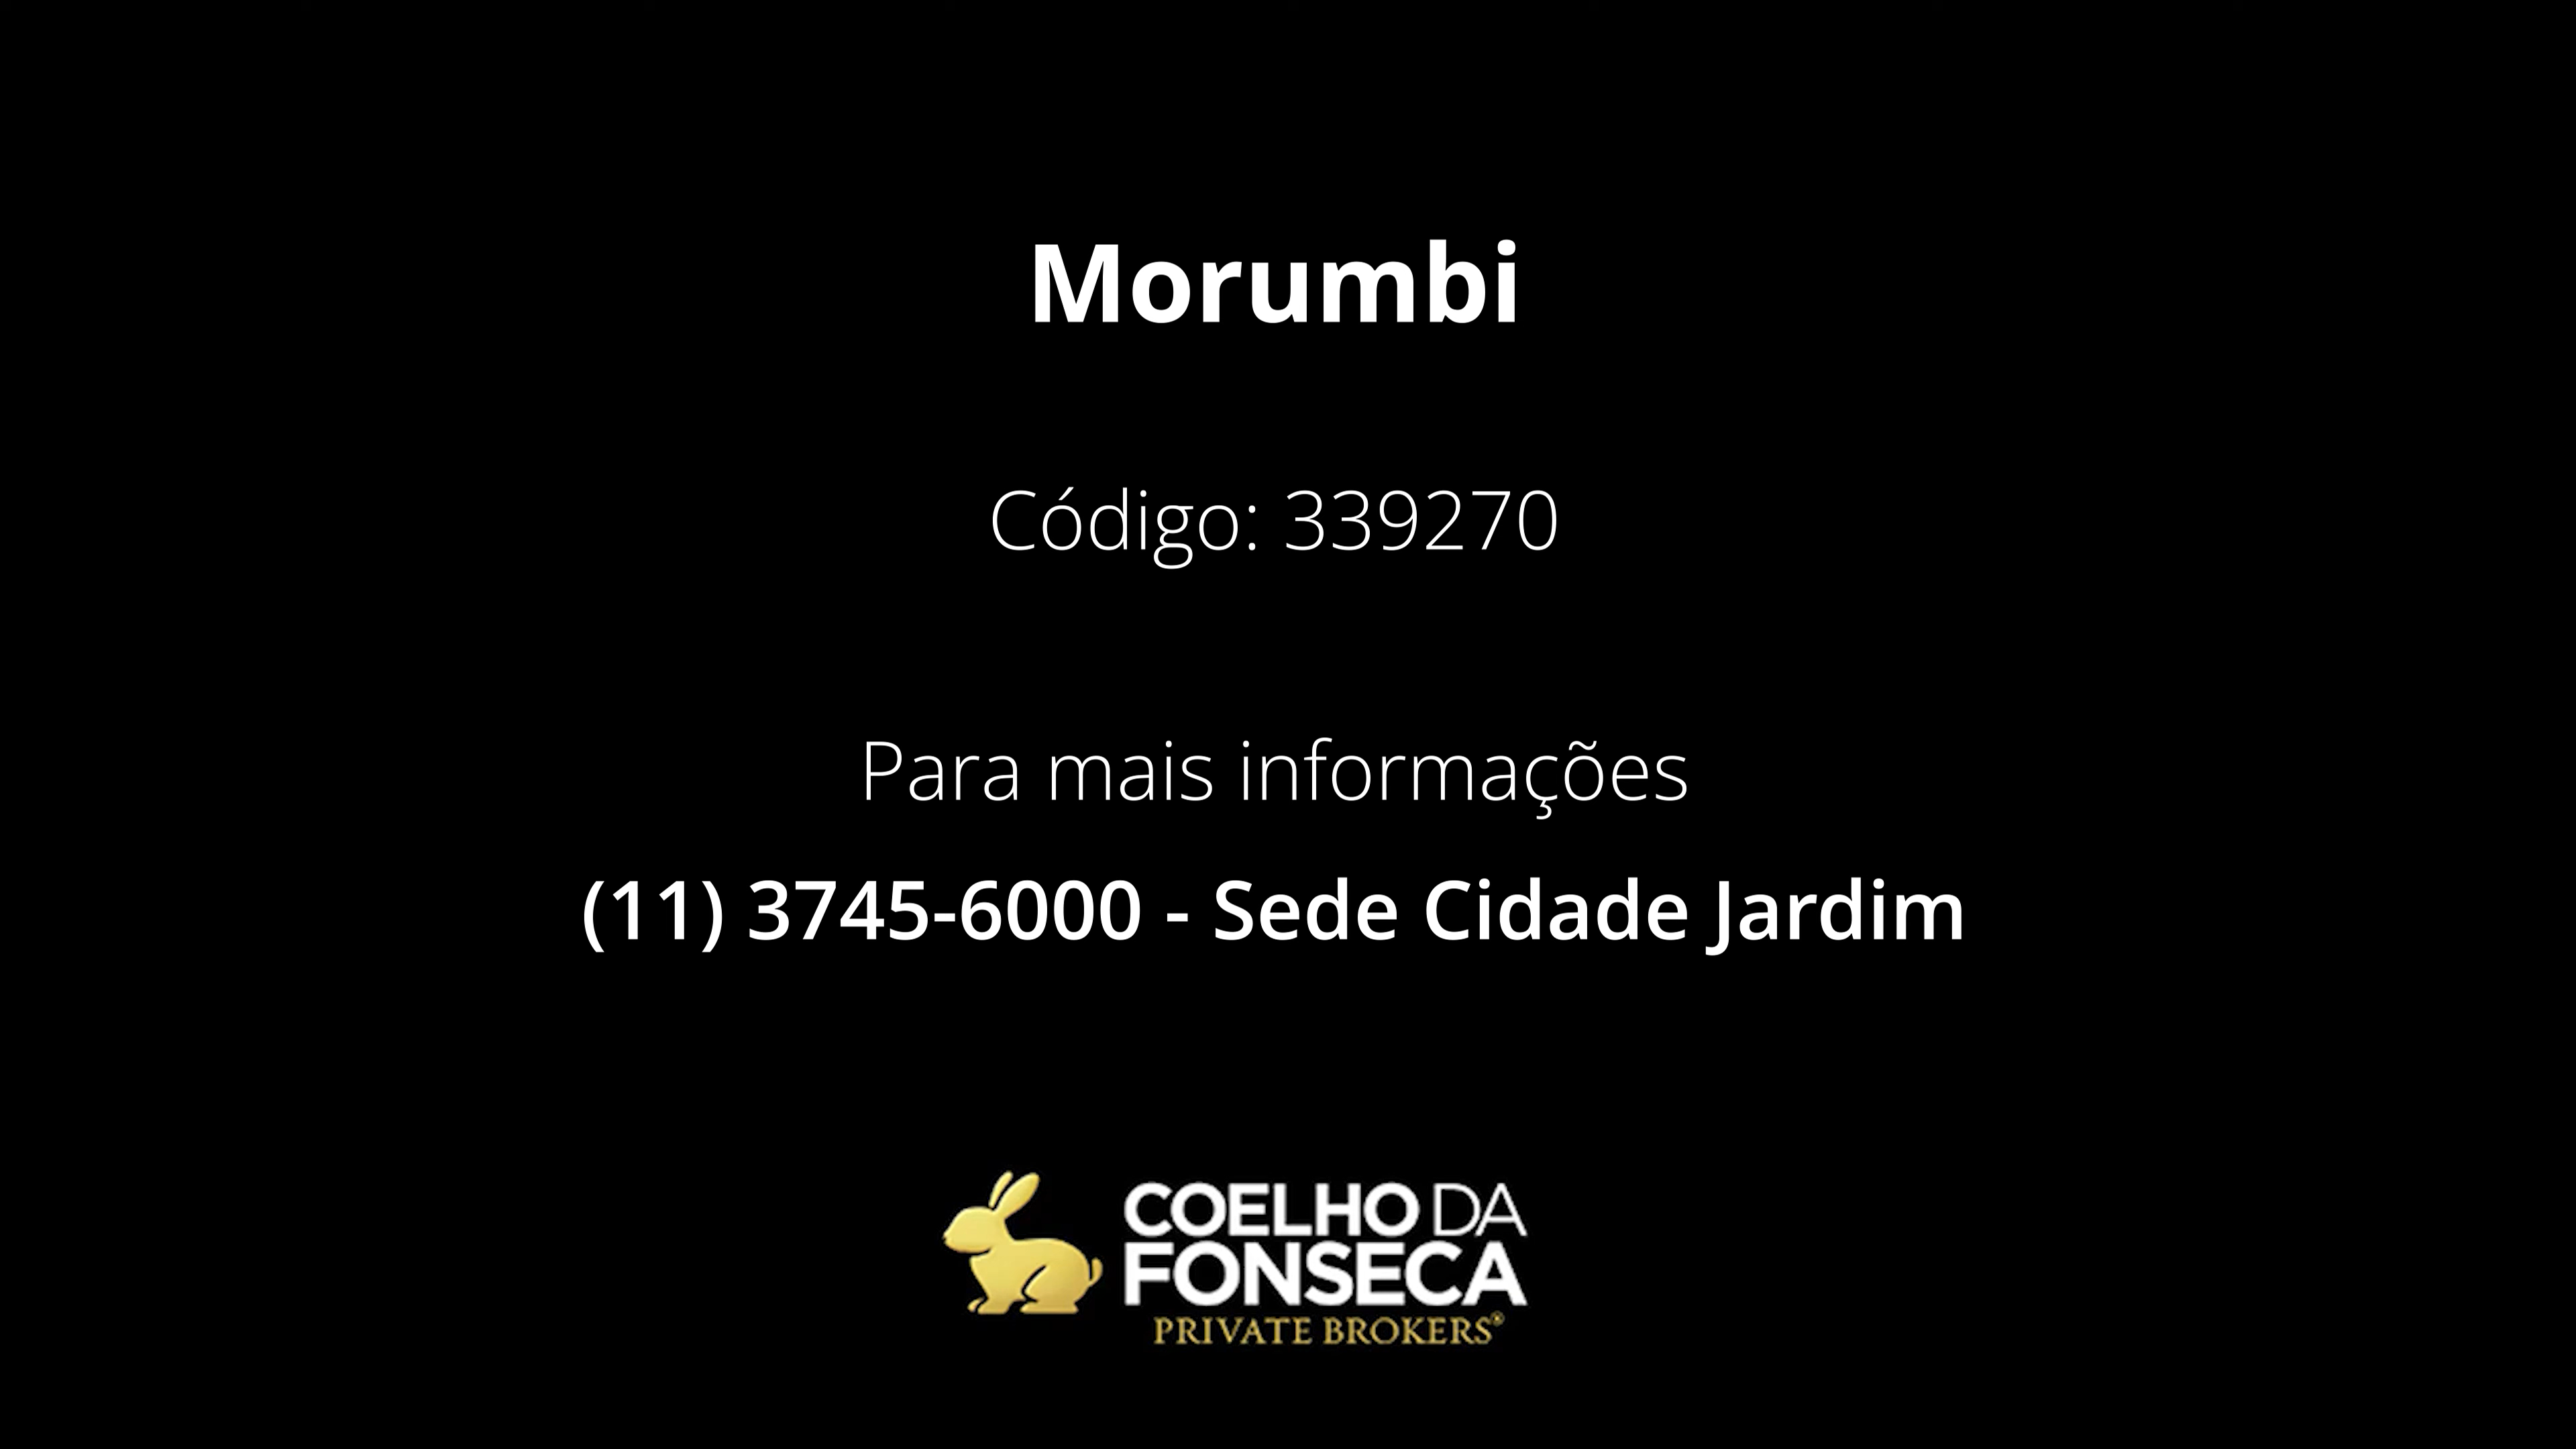 Morumbi
Código: 339270
Para mais informações
(11) 3745-6000 - Sede Cidade Jardim
COELHO DA
FONSECA
PRIVATE BROKERS®